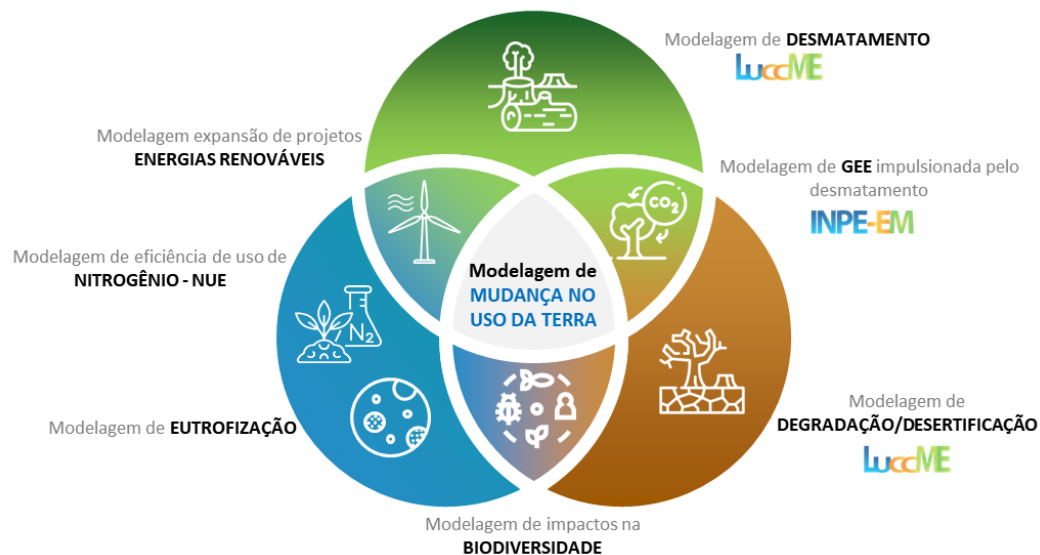 Modelagem de DESMATAMENTO
LuccME
Modelagem expansão de projetos
ENERGIAS RENOVÁVEIS
Modelagem de GEE impulsionada pelo
desmatamento
INPE-EM
CO2
Modelagem de eficiência de uso de
NITROGÊNIO - NUE
Modelagem de
MUDANÇA NO
USO DA TERRA
N2
Modelagem de EUTROFIZAÇÃO
Modelagem de
DEGRADAÇÃO/DESERTIFICAÇÃO
LuccME
Modelagem de impactos na
BIODIVERSIDADE